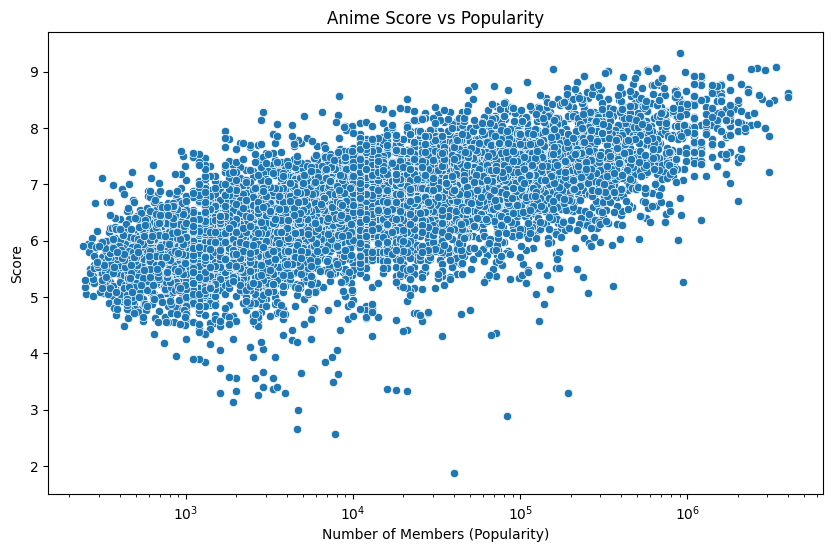 Anime Score vs Popularity
Score
9
8
7
6
5
4
3
2
10³ 10⁴ 10⁵ 10⁶
Number of Members (Popularity)